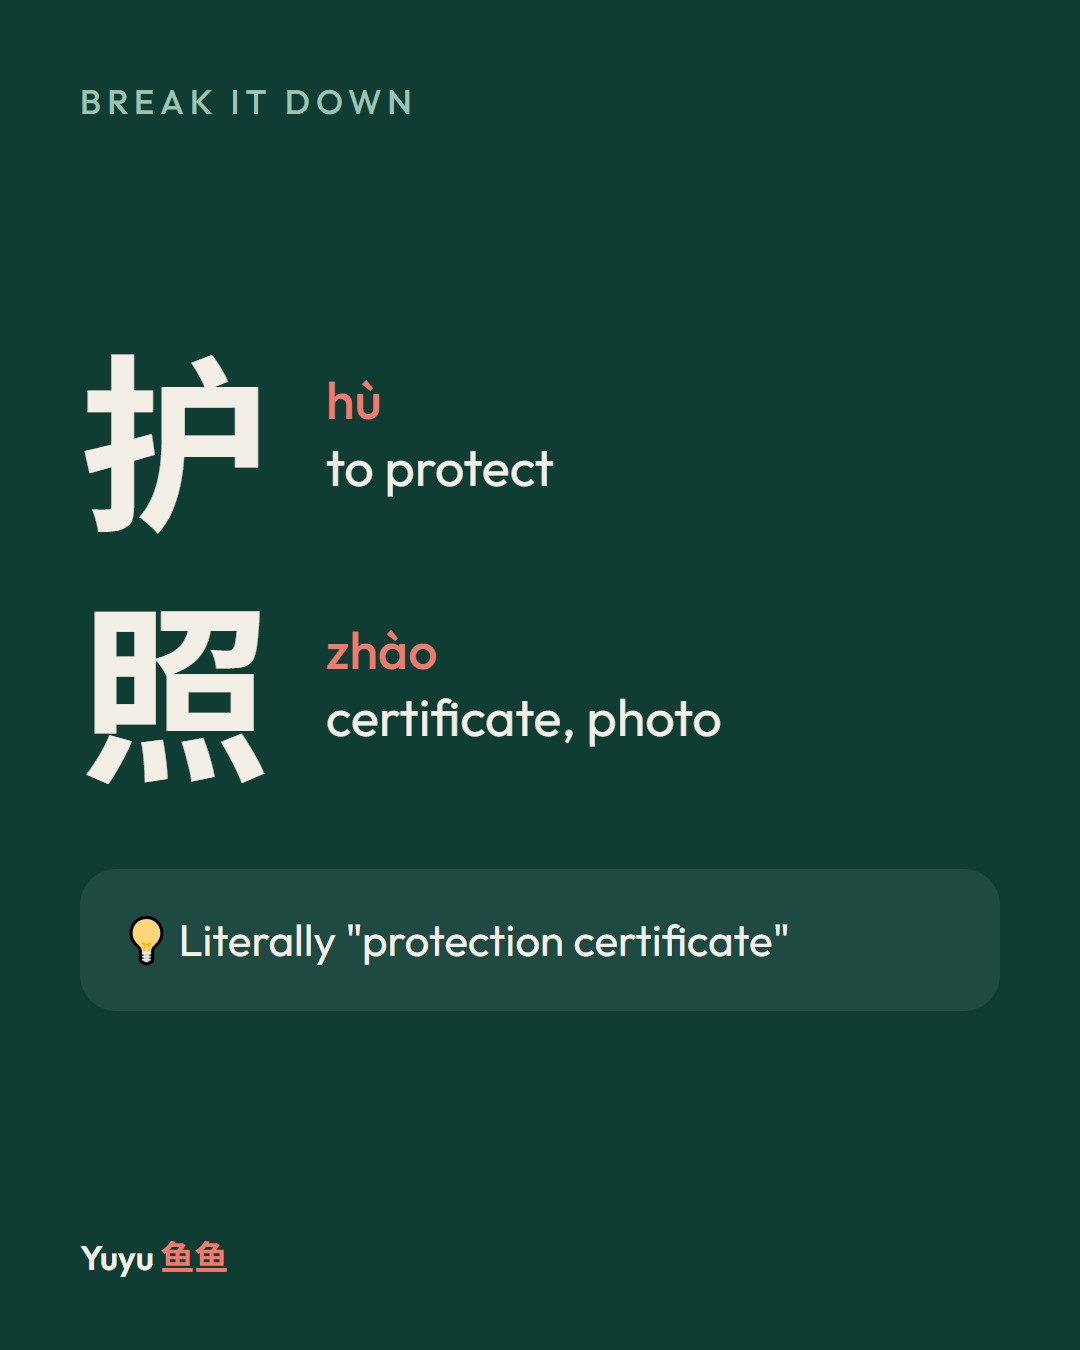 BREAK IT DOWN
护
hù
to protect
照
zhào
certificate, photo
💡 Literally "protection certificate"
Yuyu 鱼鱼